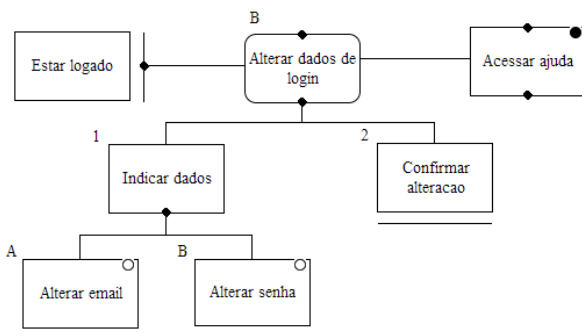 B
Estar logado
Alterar dados de
login
Acessar ajuda
1
Indicar dados
2
Confirmar
alteracao
A
Alterar email
B
Alterar senha